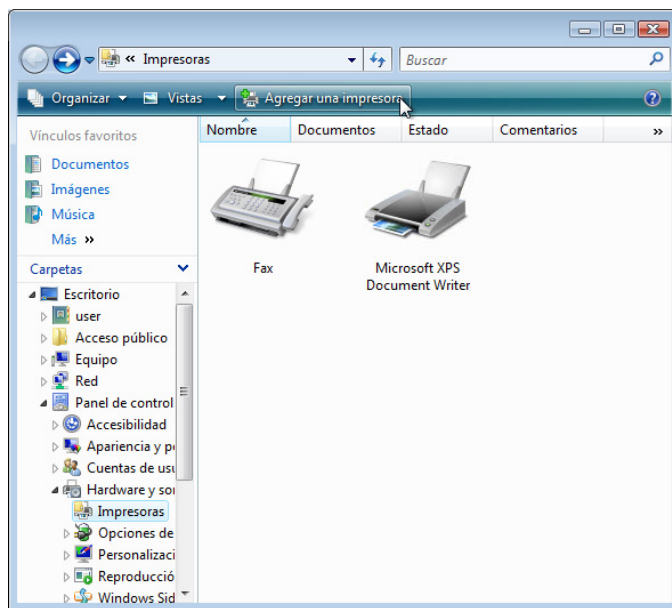 « Impresoras
Buscar
Organizar Vistas Agregar una impresora
Vínculos favoritos
Documentos
Imágenes
Música
Más »
Carpetas
Escritorio
user
Acceso público
Equipo
Red
Panel de control
Accesibilidad
Apariencia y pe
Cuentas de usu
Hardware y son
Impresoras
Opciones de
Personalizaci
Reproducció
Windows Sid
Nombre Documentos Estado Comentarios »
Fax
Microsoft XPS
Document Writer